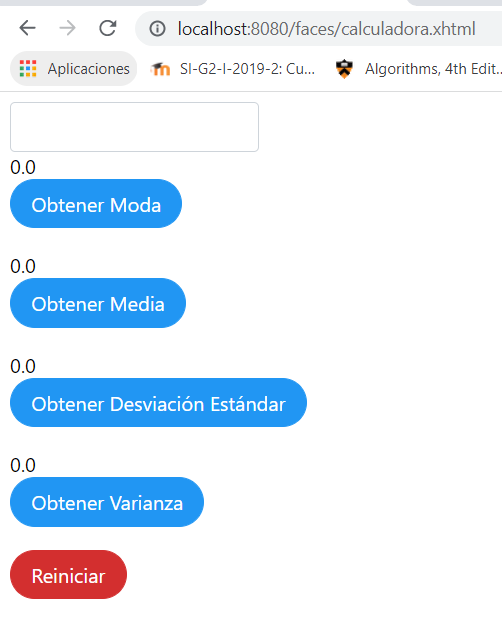 localhost:8080/faces/calculadora.xhtml
Aplicaciones SI-G2-I-2019-2: Cu... Algorithms, 4th Edit...
0.0
Obtener Moda
0.0
Obtener Media
0.0
Obtener Desviación Estándar
0.0
Obtener Varianza
Reiniciar